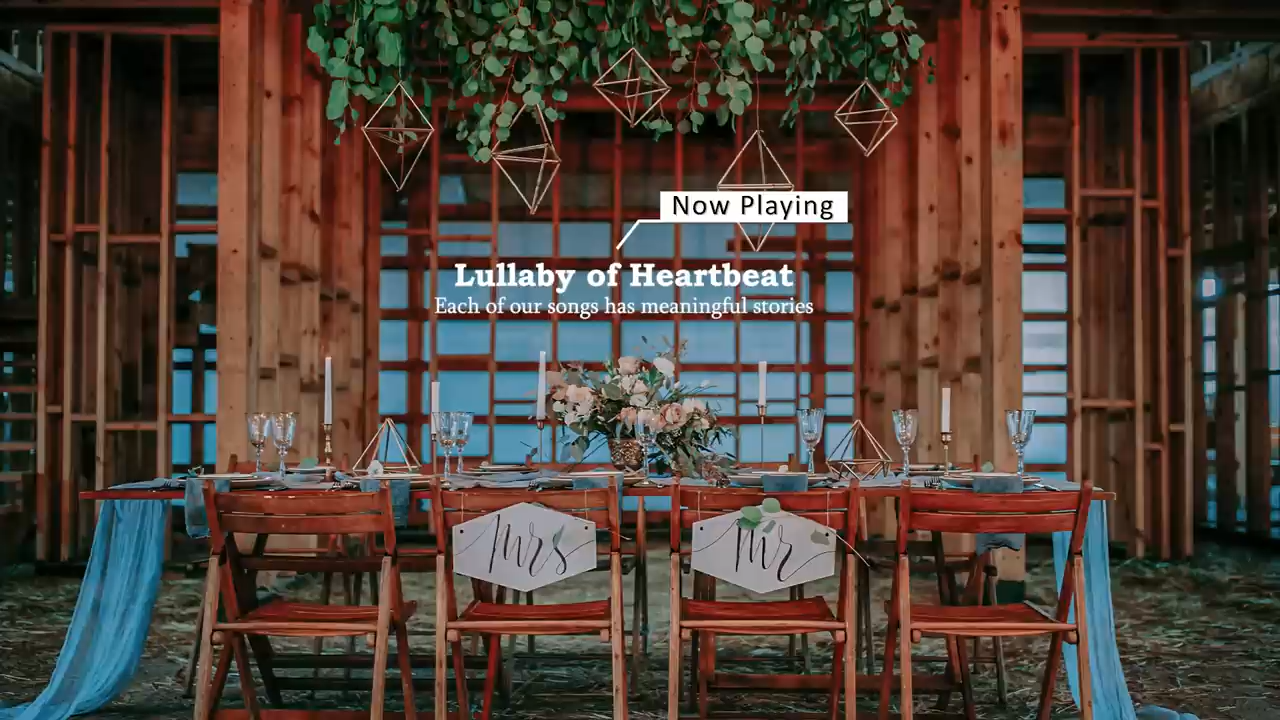 Now Playing
Lullaby of Heartbeat
Each of our songs has meaningful stories
Mrs
Mr